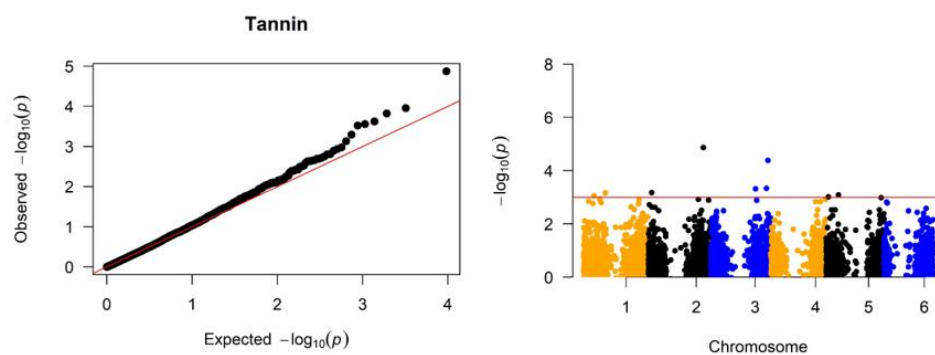 Tannin
Observed −log₁₀(p)
5
4
3
2
1
0
0 1 2 3 4
Expected −log₁₀(p)
−log₁₀(p)
8
6
4
2
0
1 2 3 4 5 6
Chromosome